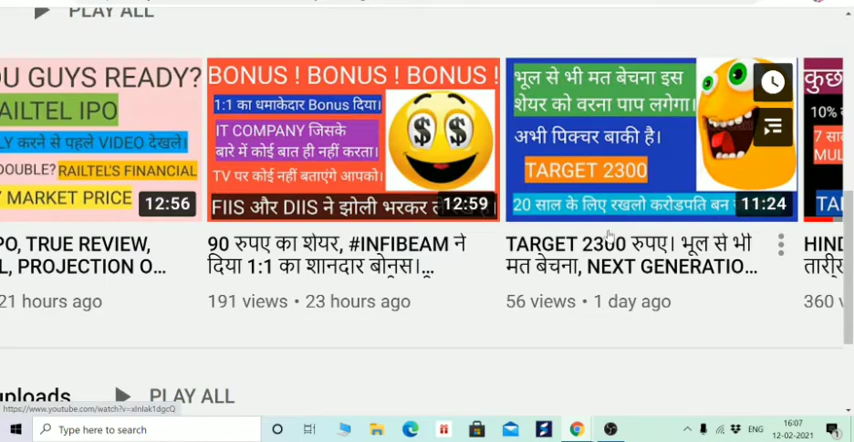 PLAY ALL
OU GUYS READY?
AILTEL IPO
LY करने से पहले VIDEO देखले।
DOUBLE? RAILTEL'S FINANCIAL
Y MARKET PRICE
12:56
BONUS ! BONUS ! BONUS !
1:1 का धमाकेदार Bonus दिया।
IT COMPANY जिसके
बारे में कोई बात ही नहीं करता।
TV पर कोई नहीं बताएंगे आपको।
FIIS और DIIS ने झोली भरकर
12:59
भूल से भी मत बेचना इस
शेयर को वरना पाप लगेगा।
अभी पिक्चर बाकी है।
TARGET 2300
20 साल के लिए रखलो करोडपति बन
11:24
कुछ
10%
7 सा
MUL
TA
PO, TRUE REVIEW,
L, PROJECTION O...
21 hours ago
90 रुपए का शेयर, #INFIBEAM ने
दिया 1:1 का शानदार बोनस।...
191 views • 23 hours ago
TARGET 2300 रुपए। भूल से भी
मत बेचना, NEXT GENERATIO...
56 views • 1 day ago
HIND
तारीख
360 v
uploads
PLAY ALL
https://www.youtube.com/watch?v=xlnlak1dgcQ
Type here to search
ENG
16:07
12-02-2021